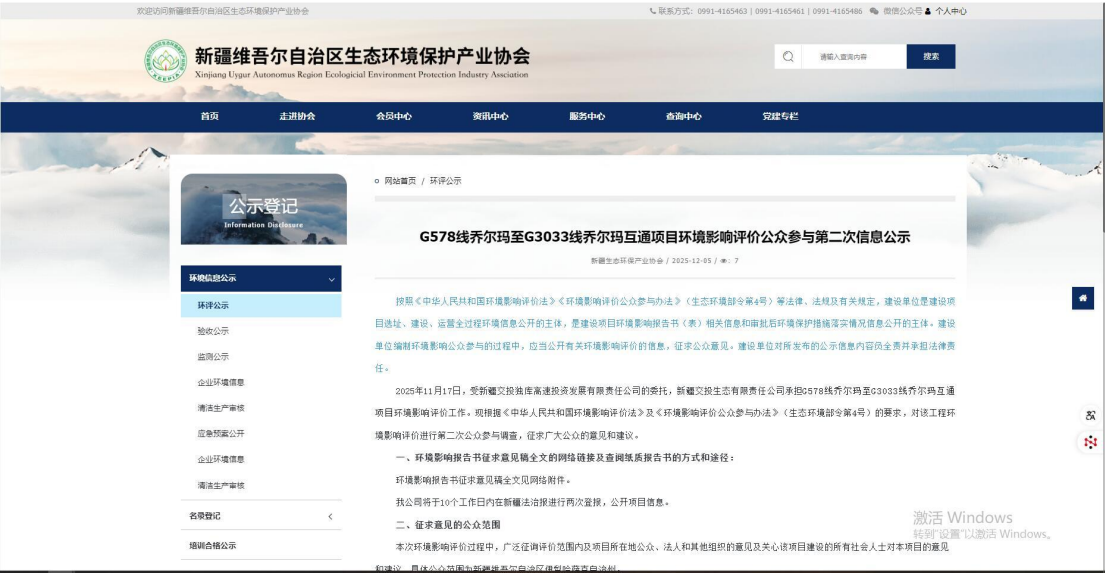 欢迎访问新疆维吾尔自治区生态环境保护产业协会
联系方式：0991-4165463 | 0991-4165461 | 0991-4165486 微信公众号 个人中心
新疆维吾尔自治区生态环境保护产业协会
Xinjiang Uygur Autonomus Region Ecological Environment Protection Industry Assciation
XEEPIA
请输入查询内容
搜索
首页 走进协会 会员中心 资讯中心 服务中心 查询中心 党建专栏
公示登记
Information Disclosure
网站首页 / 环评公示
G578线乔尔玛至G3033线乔尔玛互通项目环境影响评价公众参与第二次信息公示
新疆生态环保产业协会 / 2025-12-05 / : 7
环境信息公示
环评公示
验收公示
监测公示
企业环境信息
清洁生产审核
应急预案公开
企业环境信息
清洁生产审核
名录登记
培训合格公示
按照《中华人民共和国环境影响评价法》《环境影响评价公众参与办法》（生态环境部令第4号）等法律、法规及有关规定，建设单位是建设项
目选址、建设、运营全过程环境信息公开的主体，是建设项目环境影响报告书（表）相关信息和审批后环境保护措施落实情况信息公开的主体。建设
单位编制环境影响公众参与的过程中，应当公开有关环境影响评价的信息，征求公众意见。建设单位对所发布的公示信息内容负全责并承担法律责
任。
2025年11月17日，受新疆交投独库高速投资发展有限责任公司的委托，新疆交投生态有限责任公司承担G578线乔尔玛至G3033线乔尔玛互通
项目环境影响评价工作。现根据《中华人民共和国环境影响评价法》及《环境影响评价公众参与办法》（生态环境部令第4号）的要求，对该工程环
境影响评价进行第二次公众参与调查，征求广大公众的意见和建议。
一、环境影响报告书征求意见稿全文的网络链接及查阅纸质报告书的方式和途径：
环境影响报告书征求意见稿全文见网络附件。
我公司将于10个工作日内在新疆法治报进行两次登报，公开项目信息。
二、征求意见的公众范围
本次环境影响评价过程中，广泛征询评价范围内及项目所在地公众、法人和其他组织的意见及关心该项目建设的所有社会人士对本项目的意见
和建议。具体公众范围为新疆维吾尔自治区伊犁哈萨克自治州。
激活 Windows
转到"设置"以激活 Windows。